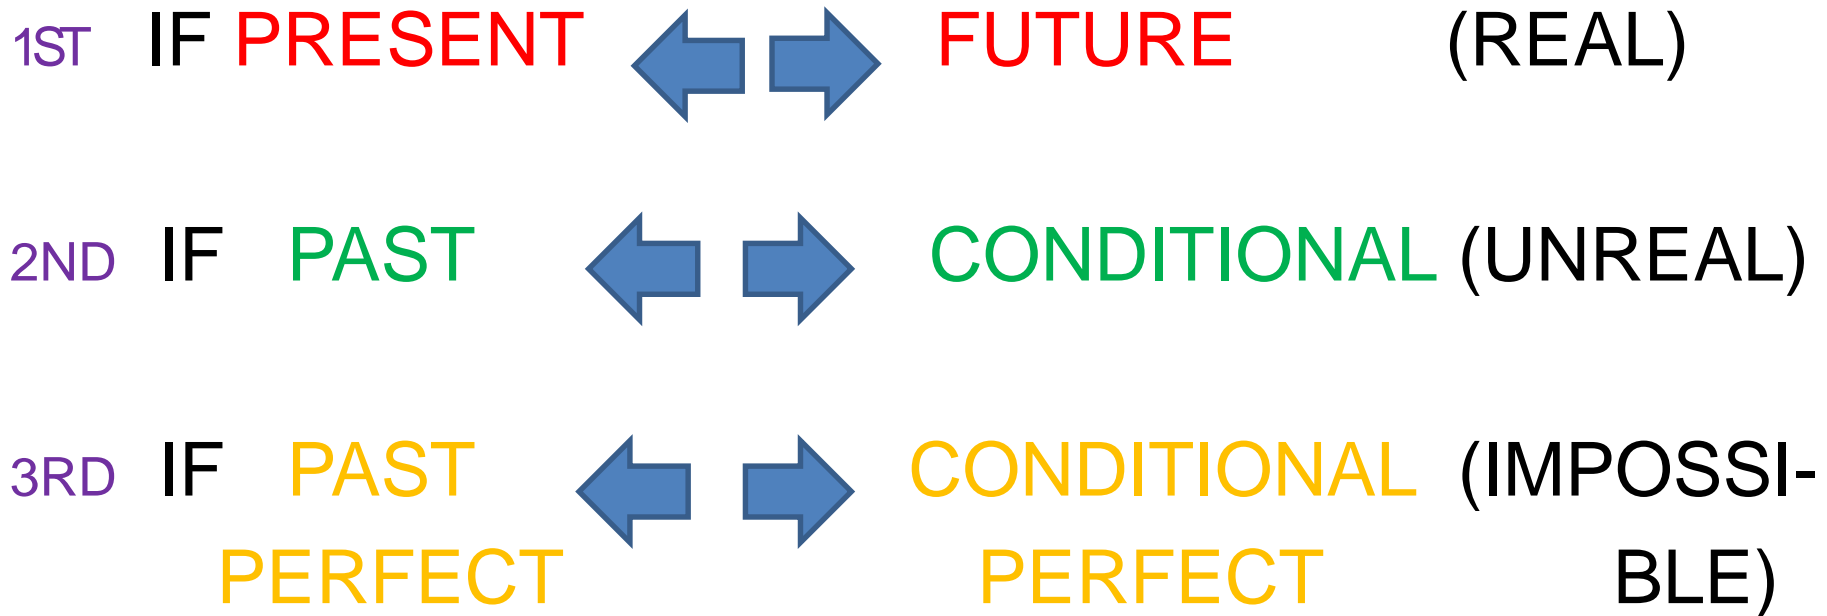 1ST IF PRESENT FUTURE (REAL)
2ND IF PAST CONDITIONAL (UNREAL)
3RD IF PAST CONDITIONAL (IMPOSSI-
PERFECT PERFECT BLE)